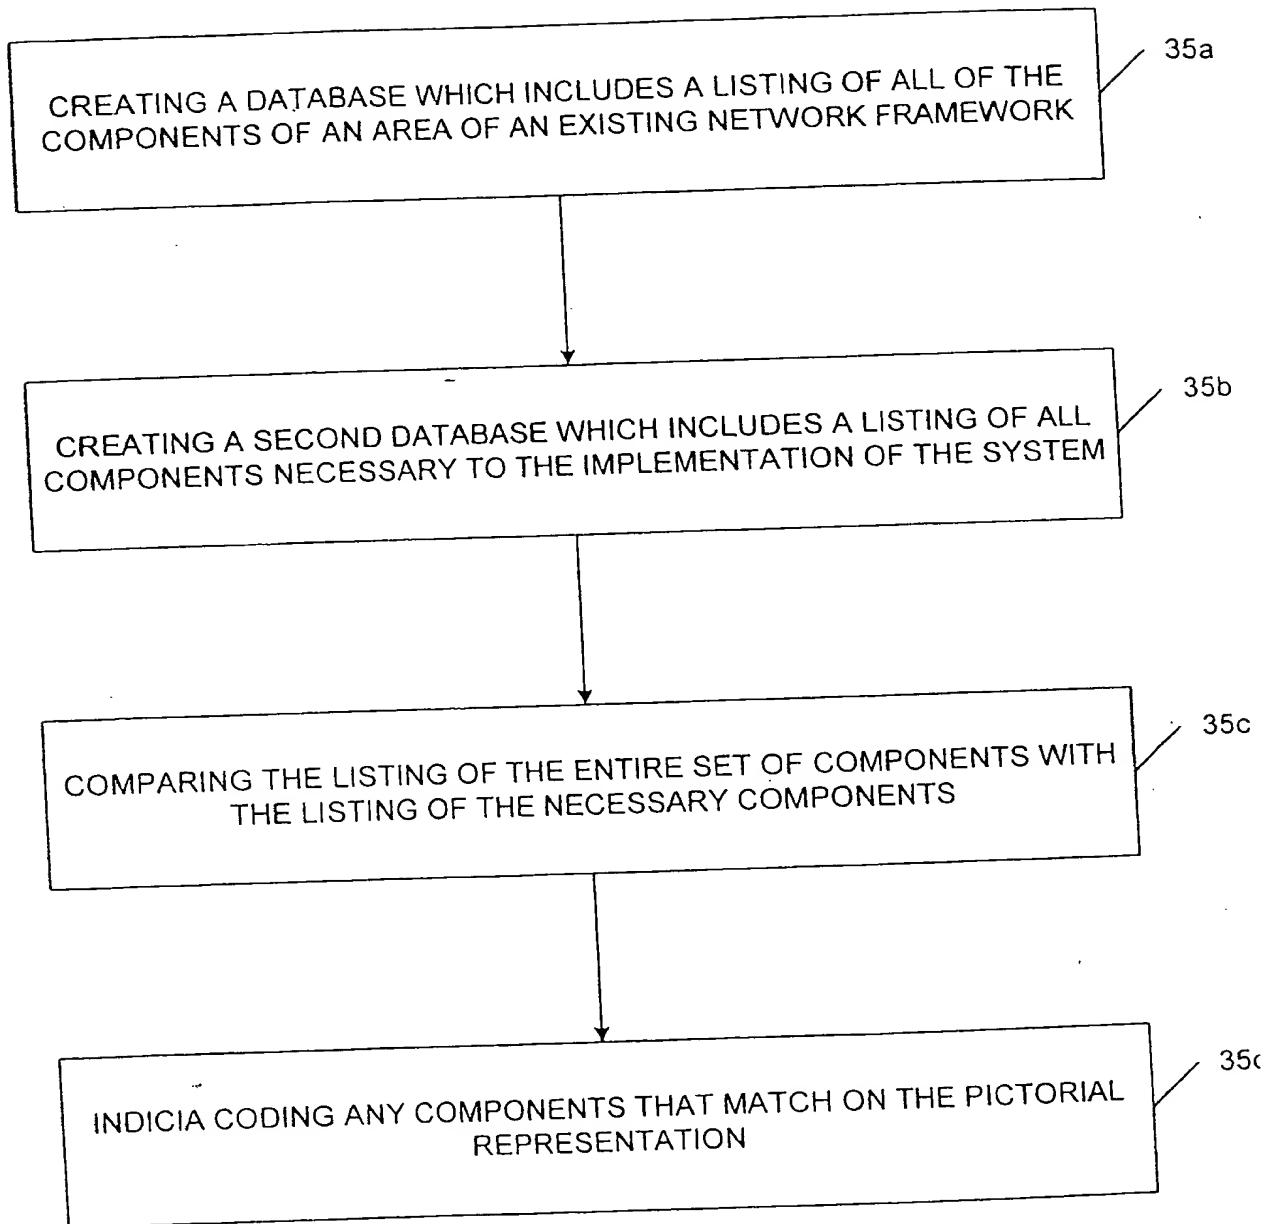 35a
CREATING A DATABASE WHICH INCLUDES A LISTING OF ALL OF THE
COMPONENTS OF AN AREA OF AN EXISTING NETWORK FRAMEWORK
35b
CREATING A SECOND DATABASE WHICH INCLUDES A LISTING OF ALL
COMPONENTS NECESSARY TO THE IMPLEMENTATION OF THE SYSTEM
35c
COMPARING THE LISTING OF THE ENTIRE SET OF COMPONENTS WITH
THE LISTING OF THE NECESSARY COMPONENTS
INDICIA CODING ANY COMPONENTS THAT MATCH ON THE PICTORIAL
REPRESENTATION